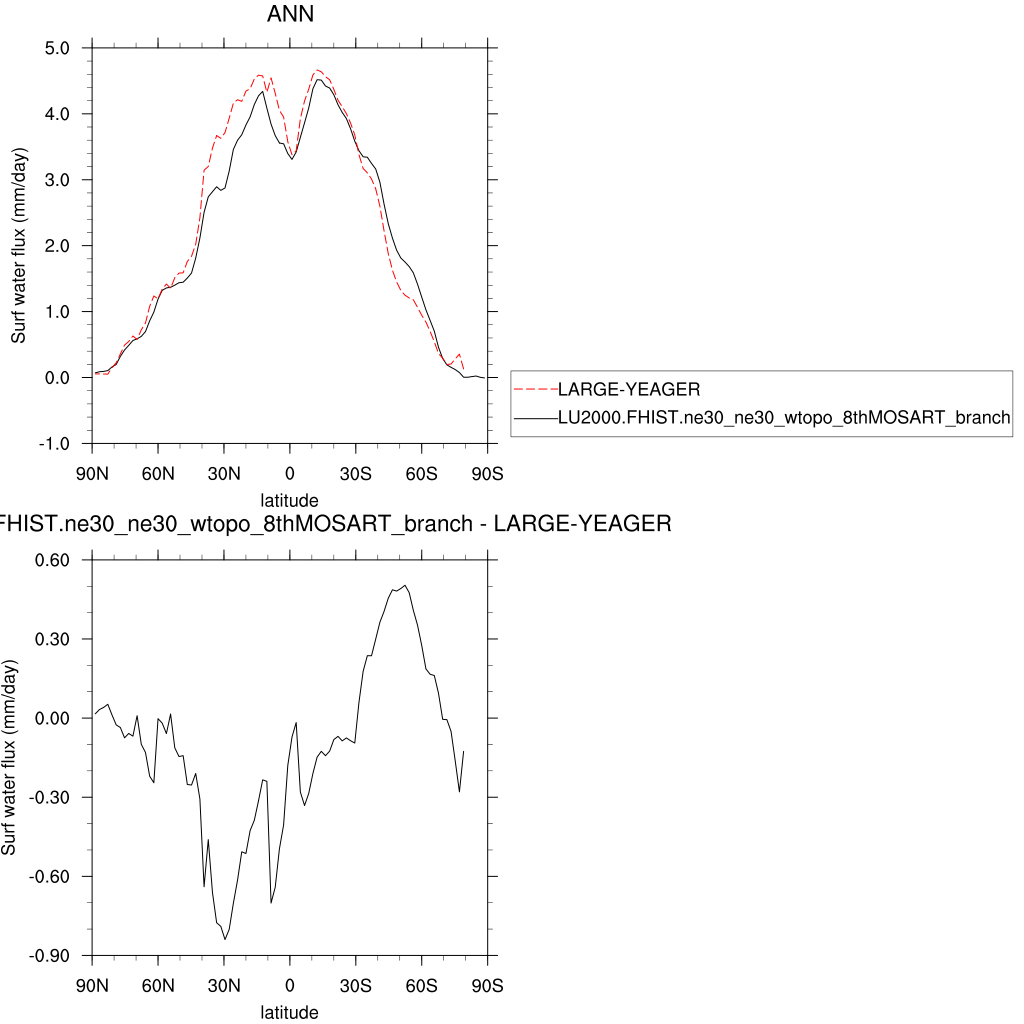 ANN
5.0
4.0
3.0
2.0
1.0
0.0
-1.0
Surf water flux (mm/day)
90N 60N 30N 0 30S 60S 90S
latitude
LARGE-YEAGER
LU2000.FHIST.ne30_ne30_wtopo_8thMOSART_branch
FHIST.ne30_ne30_wtopo_8thMOSART_branch - LARGE-YEAGER
0.60
0.30
0.00
-0.30
-0.60
-0.90
Surf water flux (mm/day)
90N 60N 30N 0 30S 60S 90S
latitude